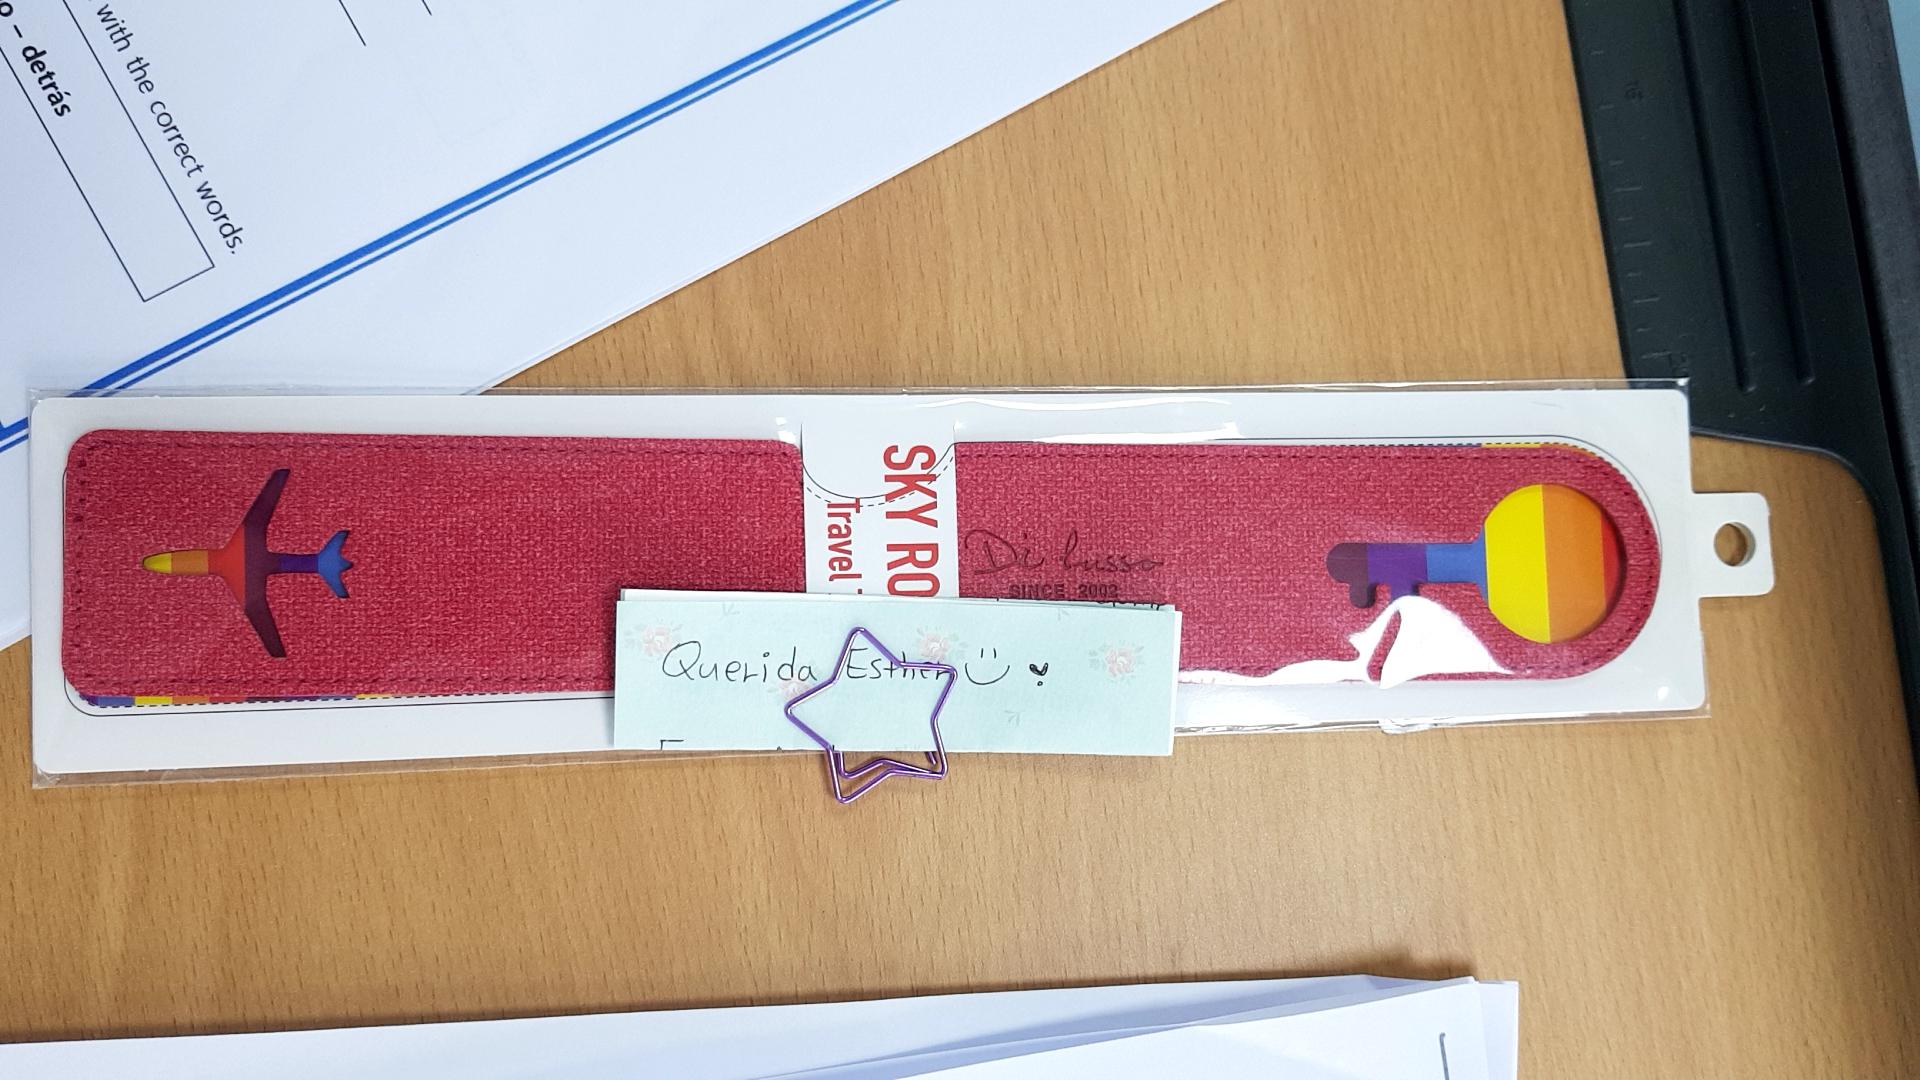 – detrás
with the correct words.
SKY RO
Travel
Di Lusso
SINCE 2002
Querida Esther